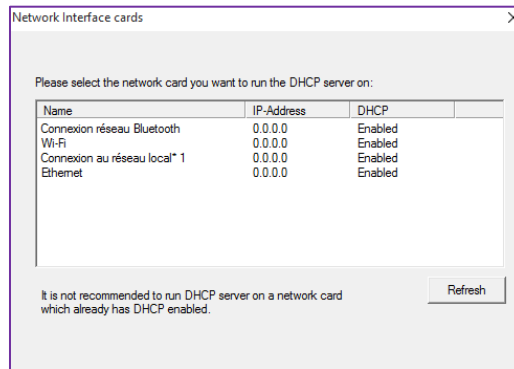 Network Interface cards
Please select the network card you want to run the DHCP server on:
Name IP-Address DHCP
Connexion réseau Bluetooth 0.0.0.0 Enabled
Wi-Fi 0.0.0.0 Enabled
Connexion au réseau local* 1 0.0.0.0 Enabled
Ethernet 0.0.0.0 Enabled
It is not recommended to run DHCP server on a network card
which already has DHCP enabled.
Refresh